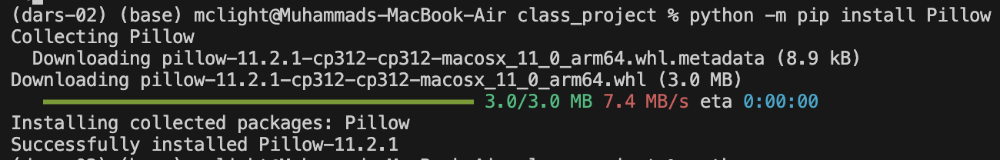 (dars-02) (base) mclight@Muhammads-MacBook-Air class_project % python -m pip install Pillow
Collecting Pillow
  Downloading pillow-11.2.1-cp312-cp312-macosx_11_0_arm64.whl.metadata (8.9 kB)
Downloading pillow-11.2.1-cp312-cp312-macosx_11_0_arm64.whl (3.0 MB)
3.0/3.0 MB 7.4 MB/s eta 0:00:00
Installing collected packages: Pillow
Successfully installed Pillow-11.2.1